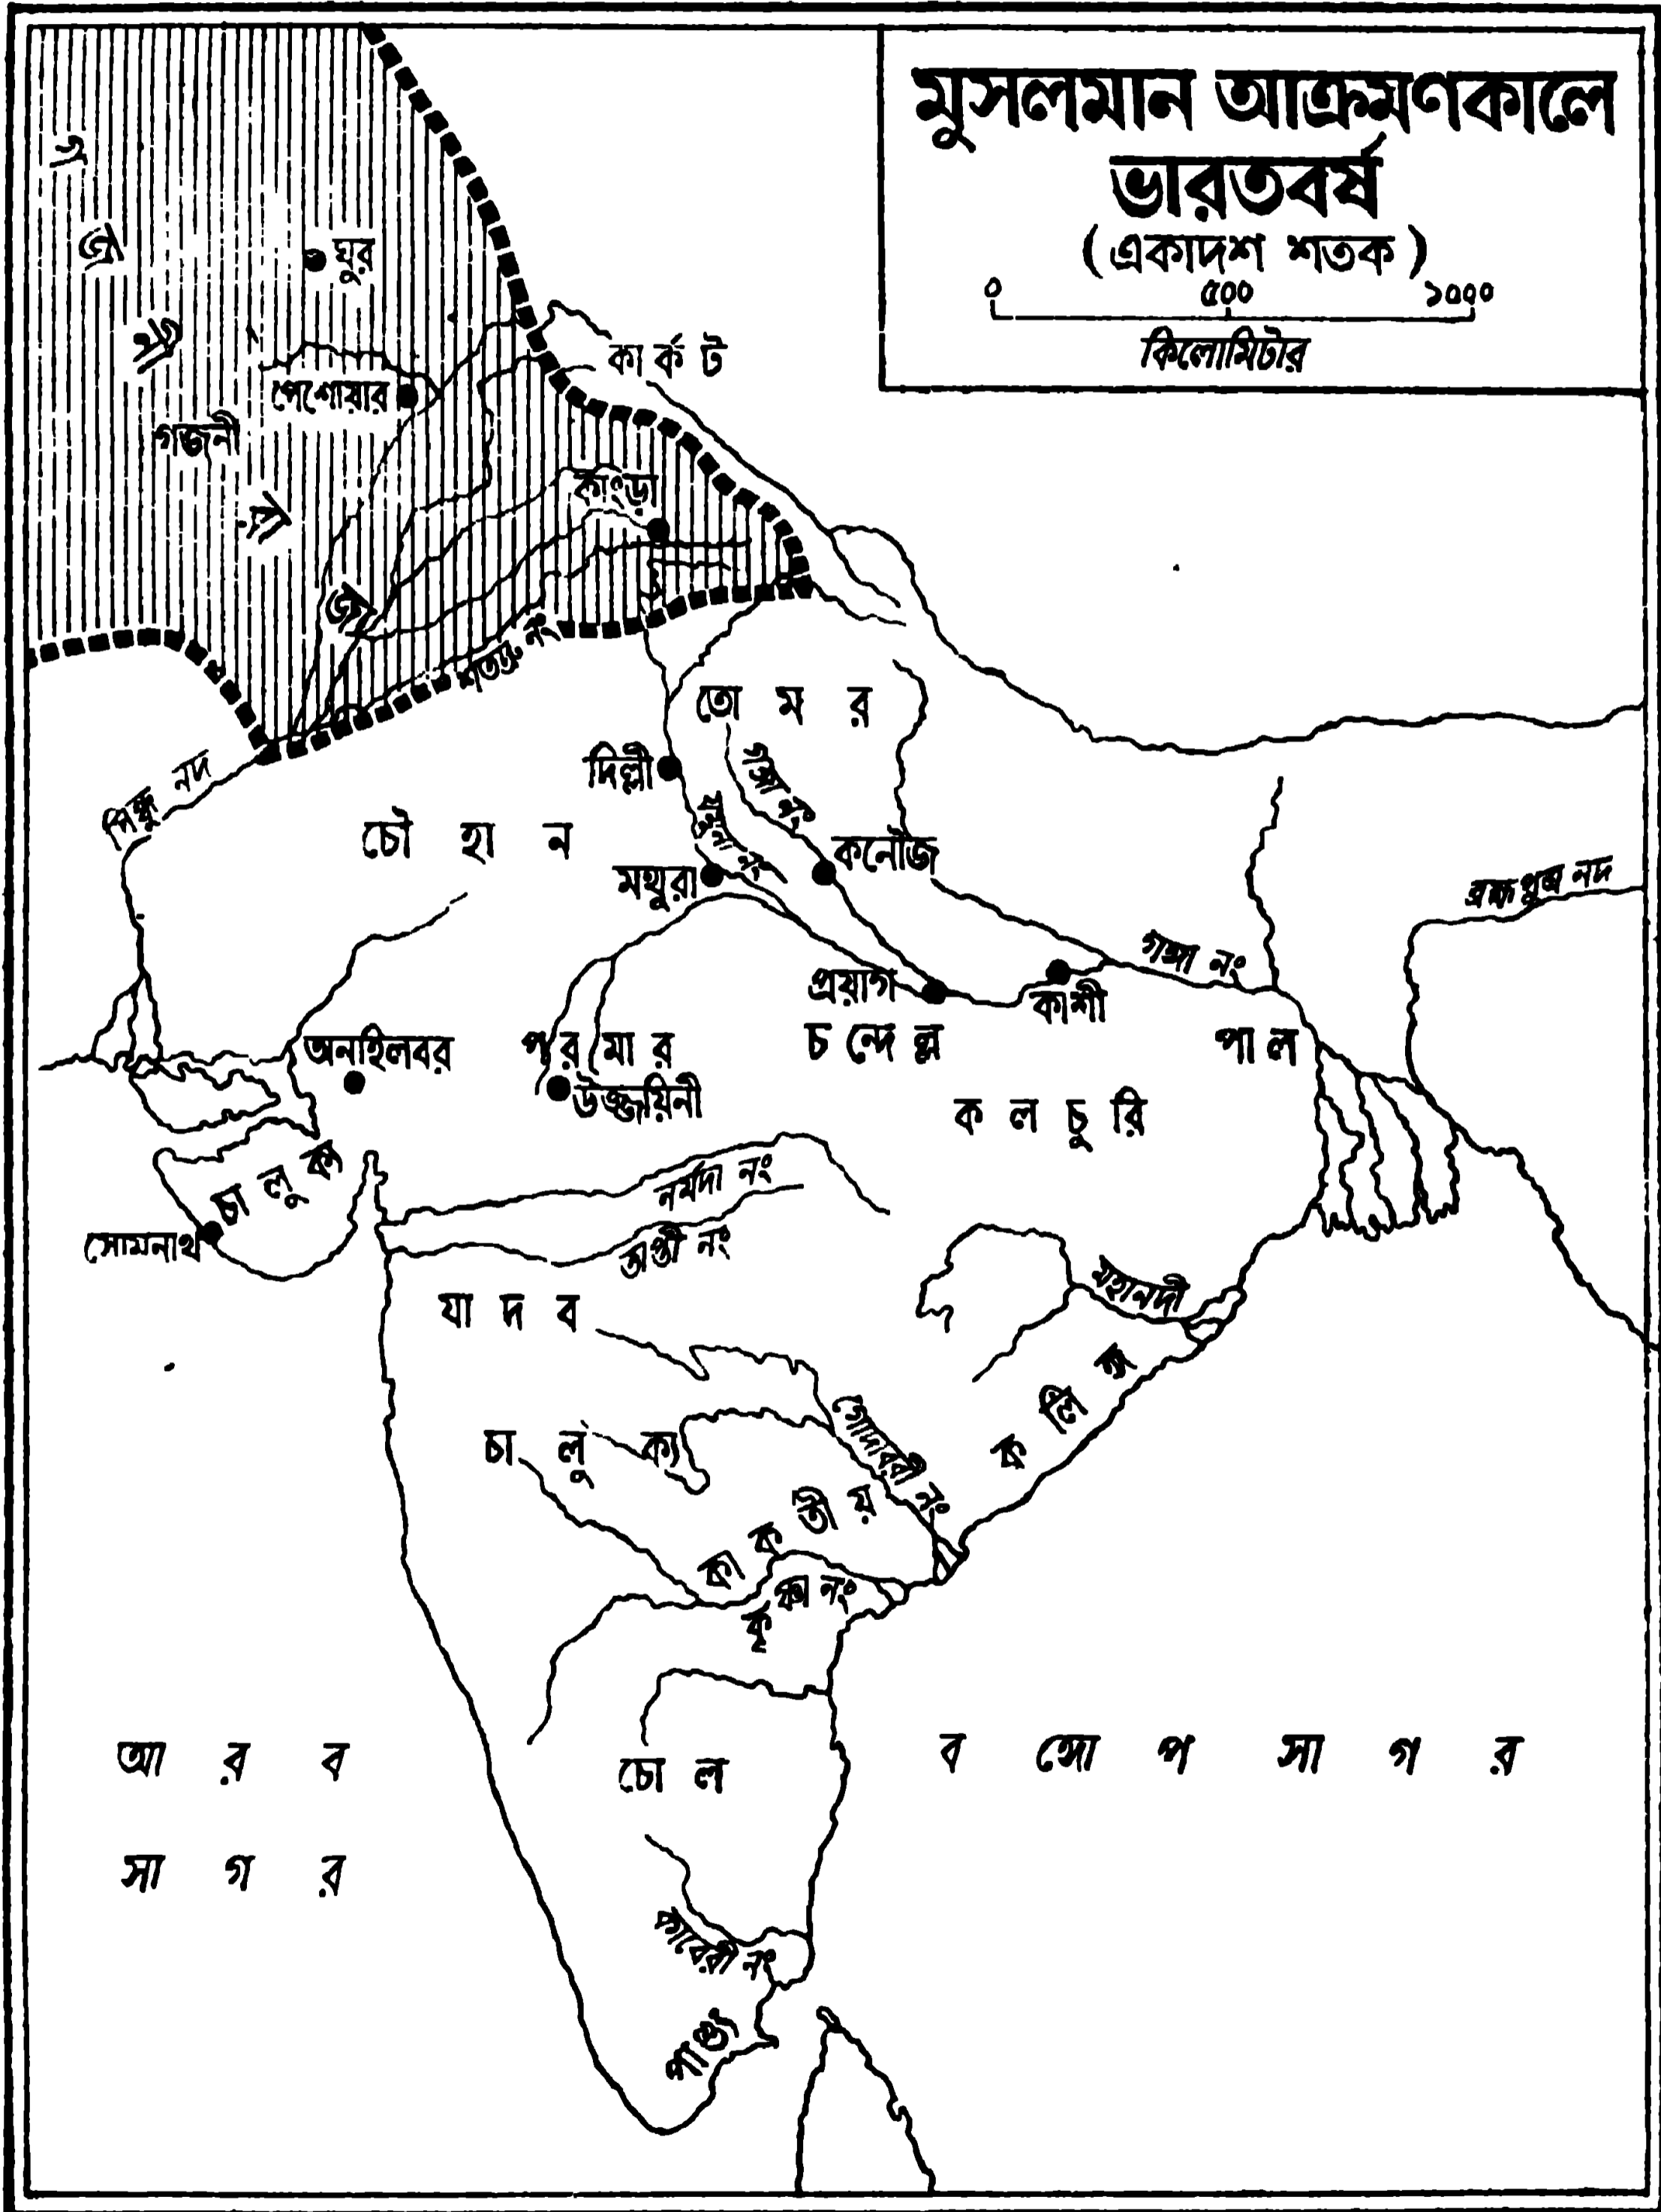 মুসলমান আক্রমণকালে
ভারতবর্ষ
( একাদশ শতক )
০ ৫০০ ১০০০
কিলোমিটার
ঘুর
কার্কট
পেশোয়ার
গজনী
কাংড়া
শতদ্রু নং
তোমর
দিল্লী
সিন্ধু নদ
চৌহান
কনৌজ
মথুরা
ব্রহ্মপুত্র নদ
গঙ্গা নং
প্রয়াগ
কাশী
চন্দেল্ল
পাল
অনহিলবর
পরমার
উজ্জয়িনী
কলচুরি
চালুক্য
নর্মদা নং
সোমনাথ
তাপ্তী নং
মহানদী
যাদব
কলিঙ্গ
চালুক্য
গোদাবরী নং
কাকতীয়
কৃষ্ণা নং
আরব
সাগর
বঙ্গোপসাগর
চোল
কাবেরী নং